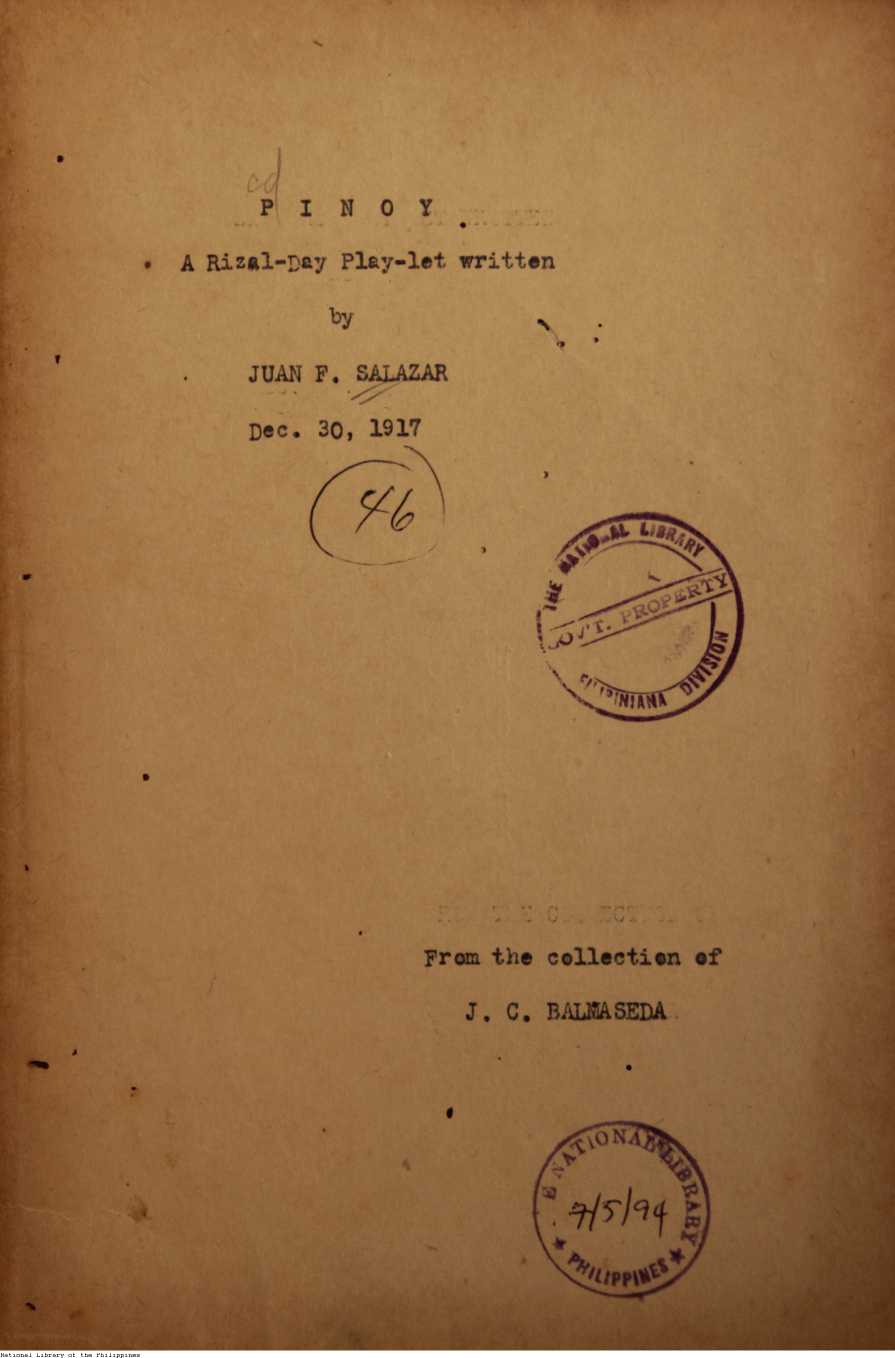 cd
P I N O Y
A Rizal-Day Play-let written
by
JUAN F. SALAZAR
Dec. 30, 1917
46
THE NATIONAL LIBRARY
GOV'T. PROPERTY
FILIPINIANA DIVISION
From the collection of
J. C. BALMASEDA
E NATIONAL LIBRARY
7/5/94
★ PHILIPPINES ★
National Library of the Philippines